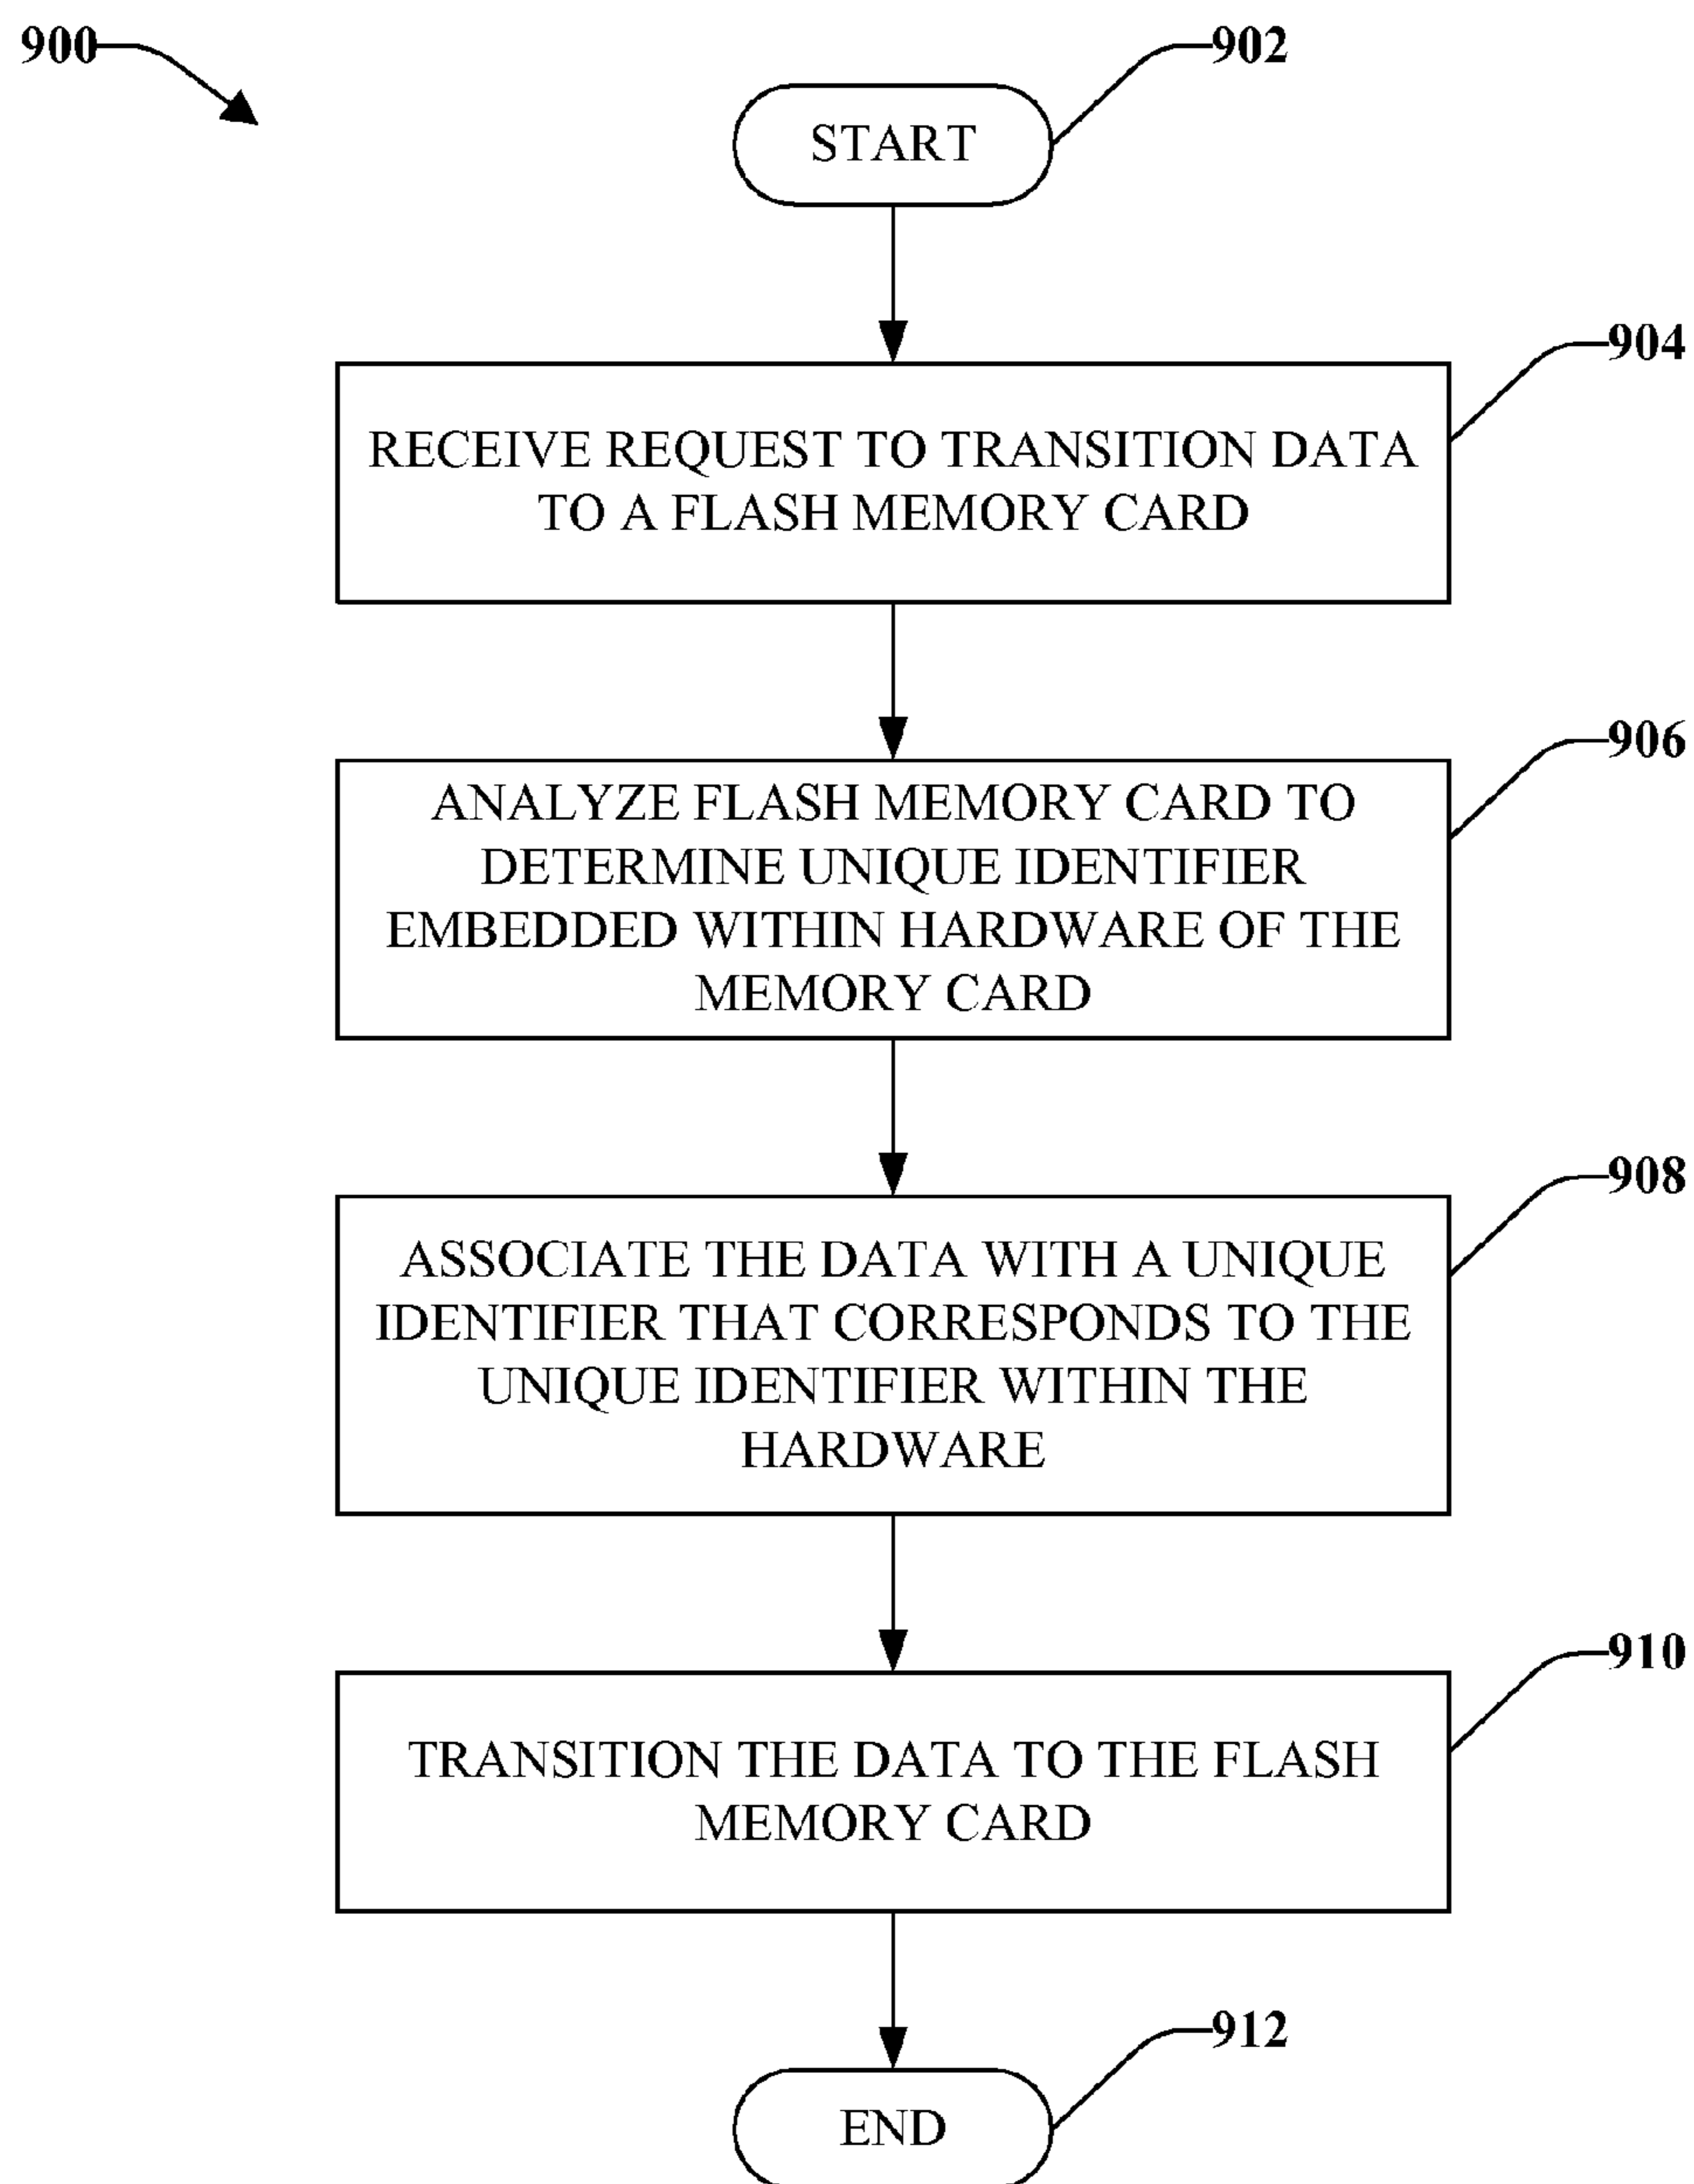 900
902
START
904
RECEIVE REQUEST TO TRANSITION DATA
TO A FLASH MEMORY CARD
906
ANALYZE FLASH MEMORY CARD TO
DETERMINE UNIQUE IDENTIFIER
EMBEDDED WITHIN HARDWARE OF THE
MEMORY CARD
908
ASSOCIATE THE DATA WITH A UNIQUE
IDENTIFIER THAT CORRESPONDS TO THE
UNIQUE IDENTIFIER WITHIN THE
HARDWARE
910
TRANSITION THE DATA TO THE FLASH
MEMORY CARD
912
END